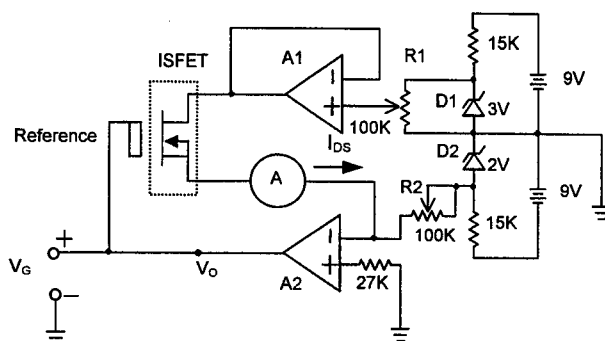 ISFET
A1
R1
15K
9V
I
+
D1
3V
Reference
I_DS
100K
D2
2V
A
R2
9V
15K
100K
+
V_G
V_O
A2
I
+
27K
−